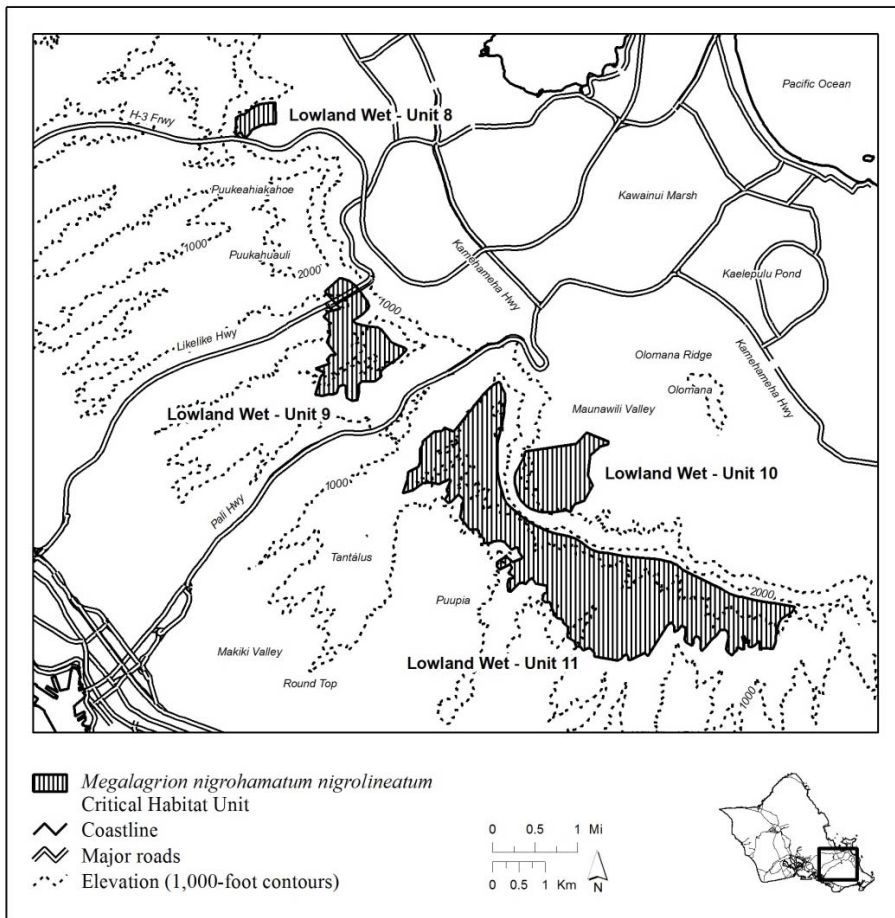 Pacific Ocean
H-3 Frwy
Lowland Wet - Unit 8
Puukeahiakahoe
Kawainui Marsh
1000
Puukahuauli
2000
Kamehameha Hwy
Kaelepulu Pond
1000
Likelike Hwy
Olomana Ridge
Kamehameha Hwy
Olomana
Lowland Wet - Unit 9
Maunawili Valley
Lowland Wet - Unit 10
1000
Pali Hwy
Tantálus
2000
Puupia
Makiki Valley
Lowland Wet - Unit 11
Round Top
1000
Megalagrion nigrohamatum nigrolineatum
Critical Habitat Unit
Coastline
Major roads
Elevation (1,000-foot contours)
0 0.5 1 Mi
0 0.5 1 Km
N